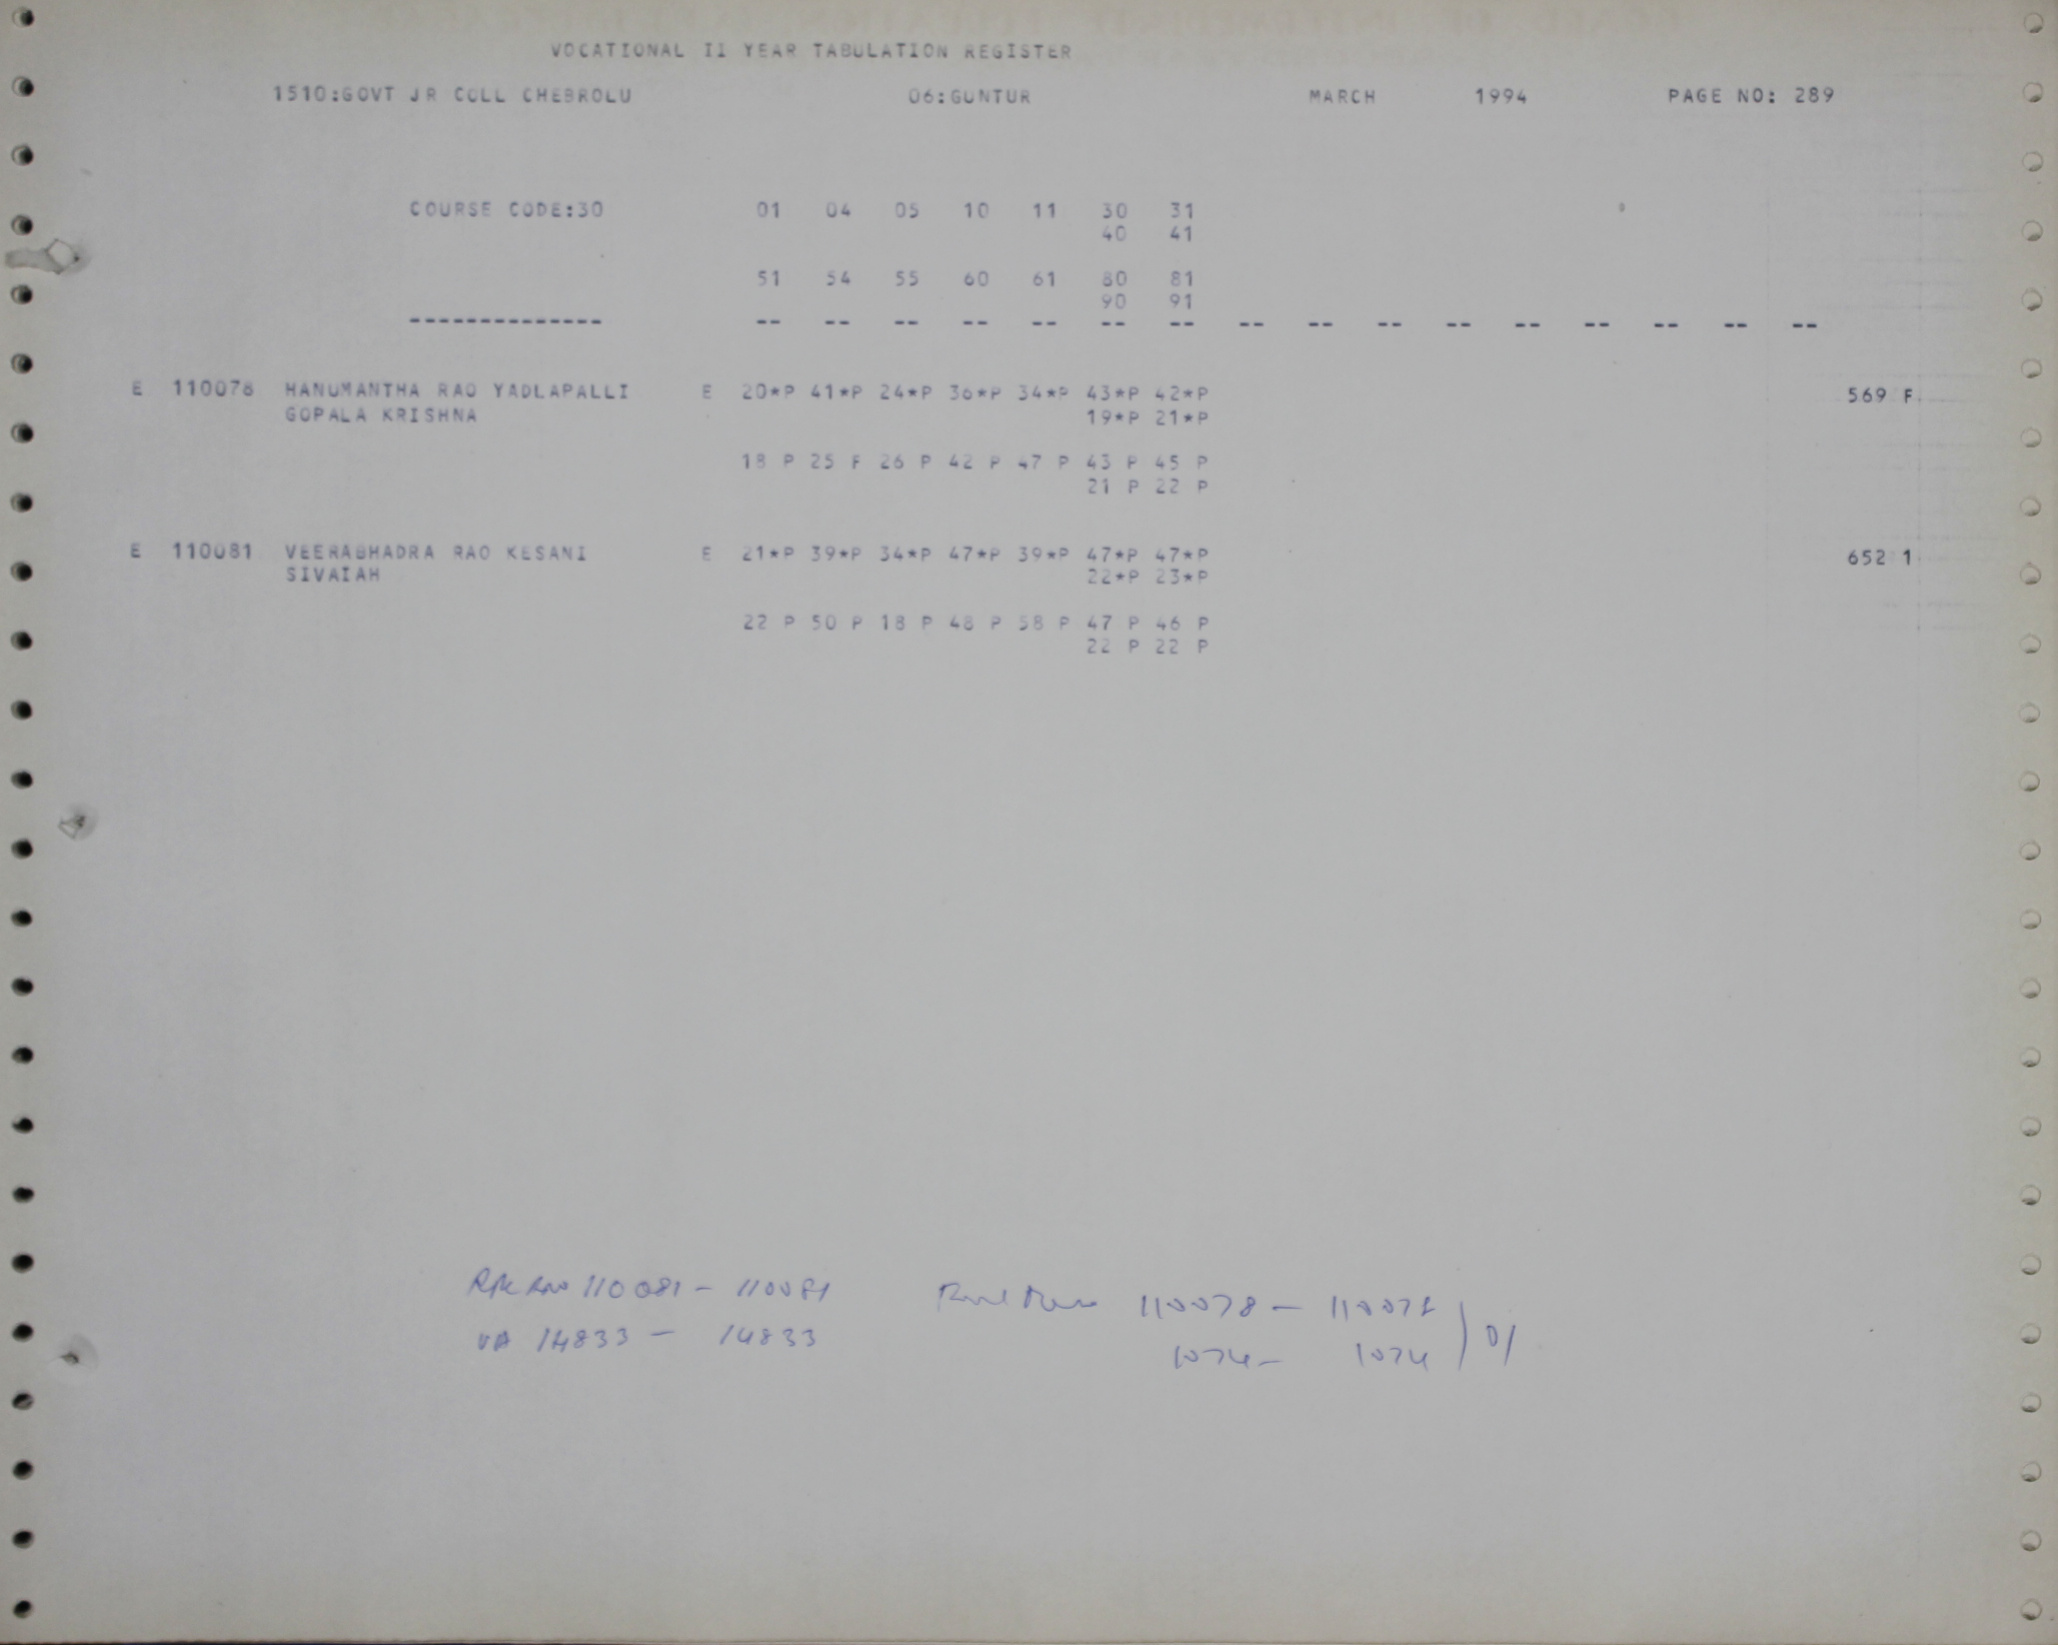 VOCATIONAL II YEAR TABULATION REGISTER
1510:GOVT JR COLL CHEBROLU 06:GUNTUR MARCH 1994 PAGE NO: 289
COURSE CODE:30 01 04 05 10 11 30 31
40 41
51 54 55 60 61 80 81
90 91
-------------- -- -- -- -- -- -- -- -- -- -- -- -- -- -- -- --
E 110078 HANUMANTHA RAO YADLAPALLI E 20*P 41*P 24*P 36*P 34*P 43*P 42*P 569 F
GOPALA KRISHNA 19*P 21*P
18 P 25 F 26 P 42 P 47 P 43 P 45 P
21 P 22 P
E 110081 VEERABHADRA RAO KESANI E 21*P 39*P 34*P 47*P 39*P 47*P 47*P 652 1
SIVAIAH 22*P 23*P
22 P 50 P 18 P 48 P 58 P 47 P 46 P
22 P 22 P
110081 - 110081
VA 14833 - 14833
110078 - 110078
1074 - 1074